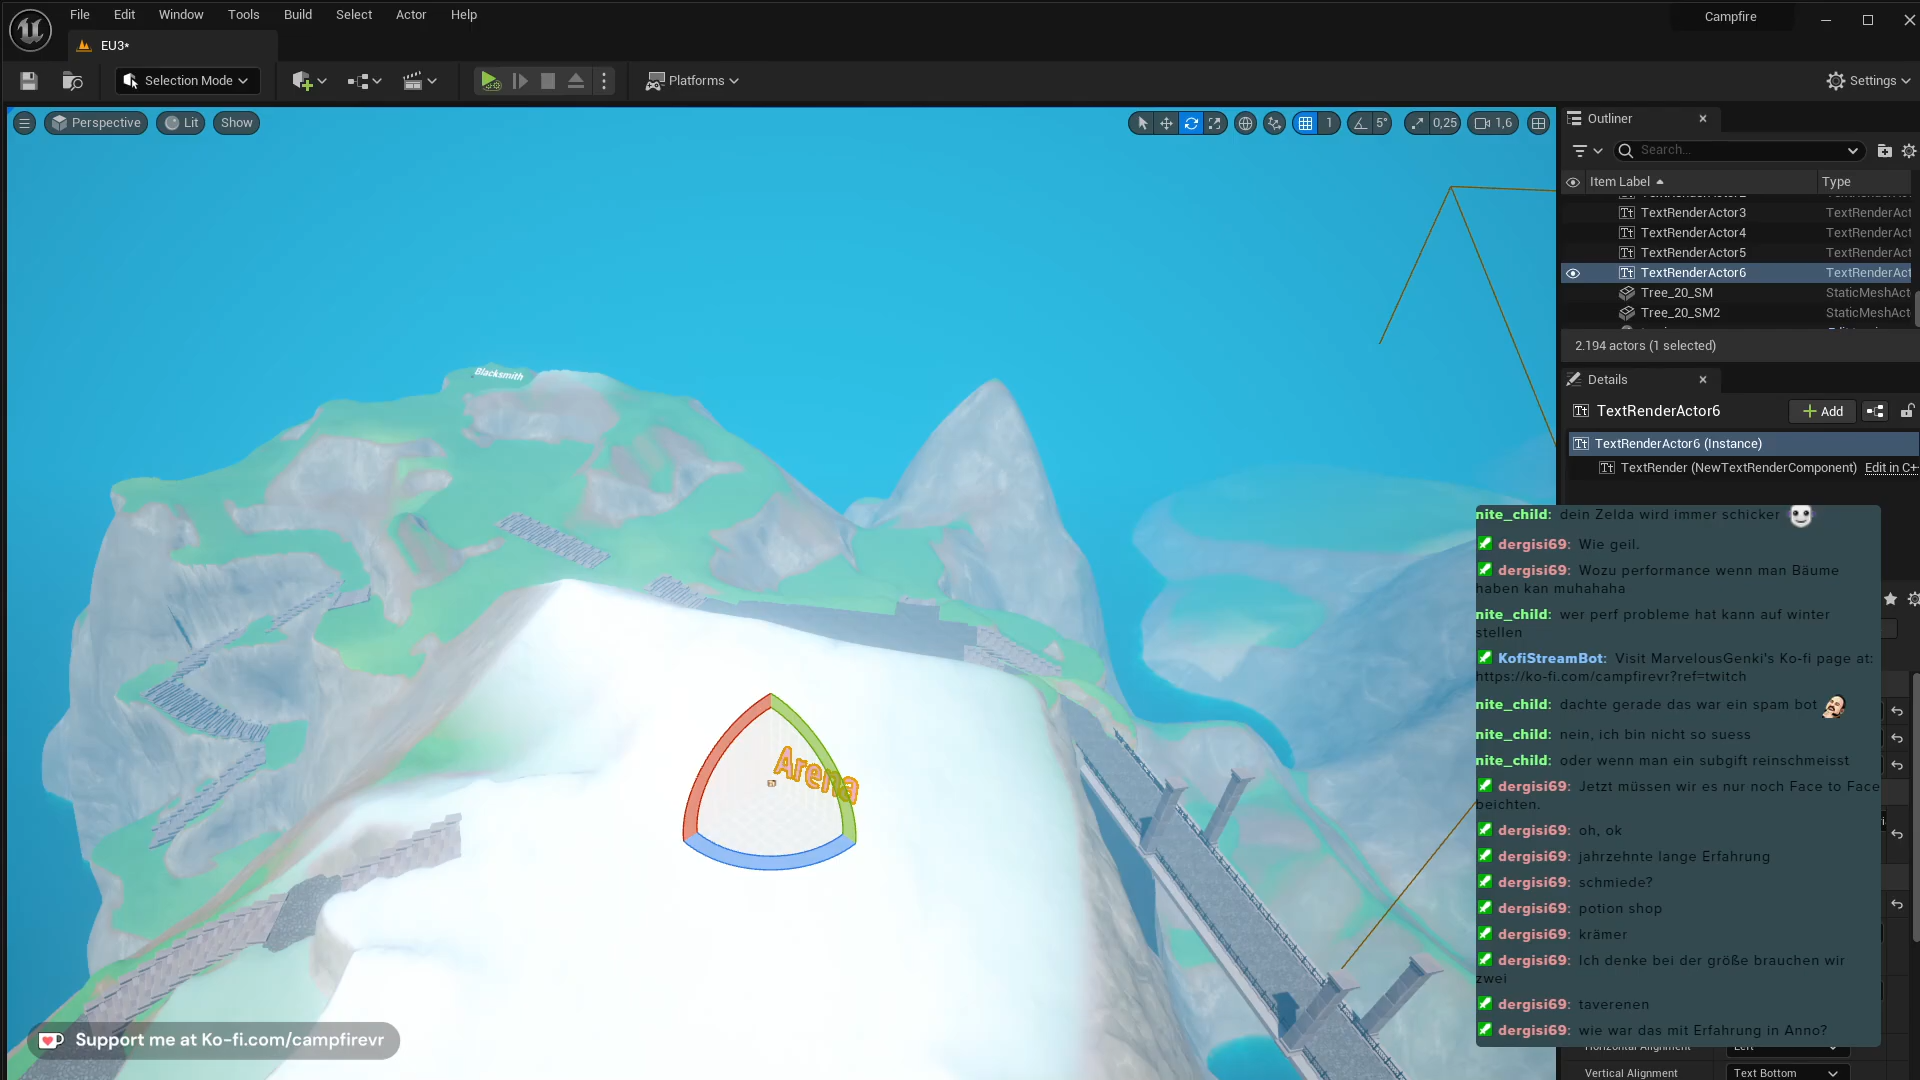 File Edit Window Tools Build Select Actor Help
Campfire
EU3*
Selection Mode
Platforms
Settings
Perspective Lit Show
1 5° 0,25 1,6
Outliner
Search...
Item Label Type
TextRenderActor3 TextRenderAct
TextRenderActor4 TextRenderAct
TextRenderActor5 TextRenderAct
TextRenderActor6 TextRenderAct
Tree_20_SM StaticMeshAct
Tree_20_SM2 StaticMeshAct
2.194 actors (1 selected)
Details
TextRenderActor6 Add
TextRenderActor6 (Instance)
TextRender (NewTextRenderComponent) Edit in C++
Blacksmith
Arena
nite_child: dein Zelda wird immer schicker
dergisi69: Wie geil.
dergisi69: Wozu performance wenn man Bäume
haben kan muhahaha
nite_child: wer perf probleme hat kann auf winter
stellen
KofiStreamBot: Visit MarvelousGenki's Ko-fi page at:
https://ko-fi.com/campfirevr?ref=twitch
nite_child: dachte gerade das war ein spam bot
nite_child: nein, ich bin nicht so suess
nite_child: oder wenn man ein subgift reinschmeisst
dergisi69: Jetzt müssen wir es nur noch Face to Face
beichten.
dergisi69: oh, ok
dergisi69: jahrzehnte lange Erfahrung
dergisi69: schmiede?
dergisi69: potion shop
dergisi69: krämer
dergisi69: Ich denke bei der größe brauchen wir
zwei
dergisi69: taverenen
dergisi69: wie war das mit Erfahrung in Anno?
Horizontal Alignment Left
Vertical Alignment Text Bottom
Support me at Ko-fi.com/campfirevr